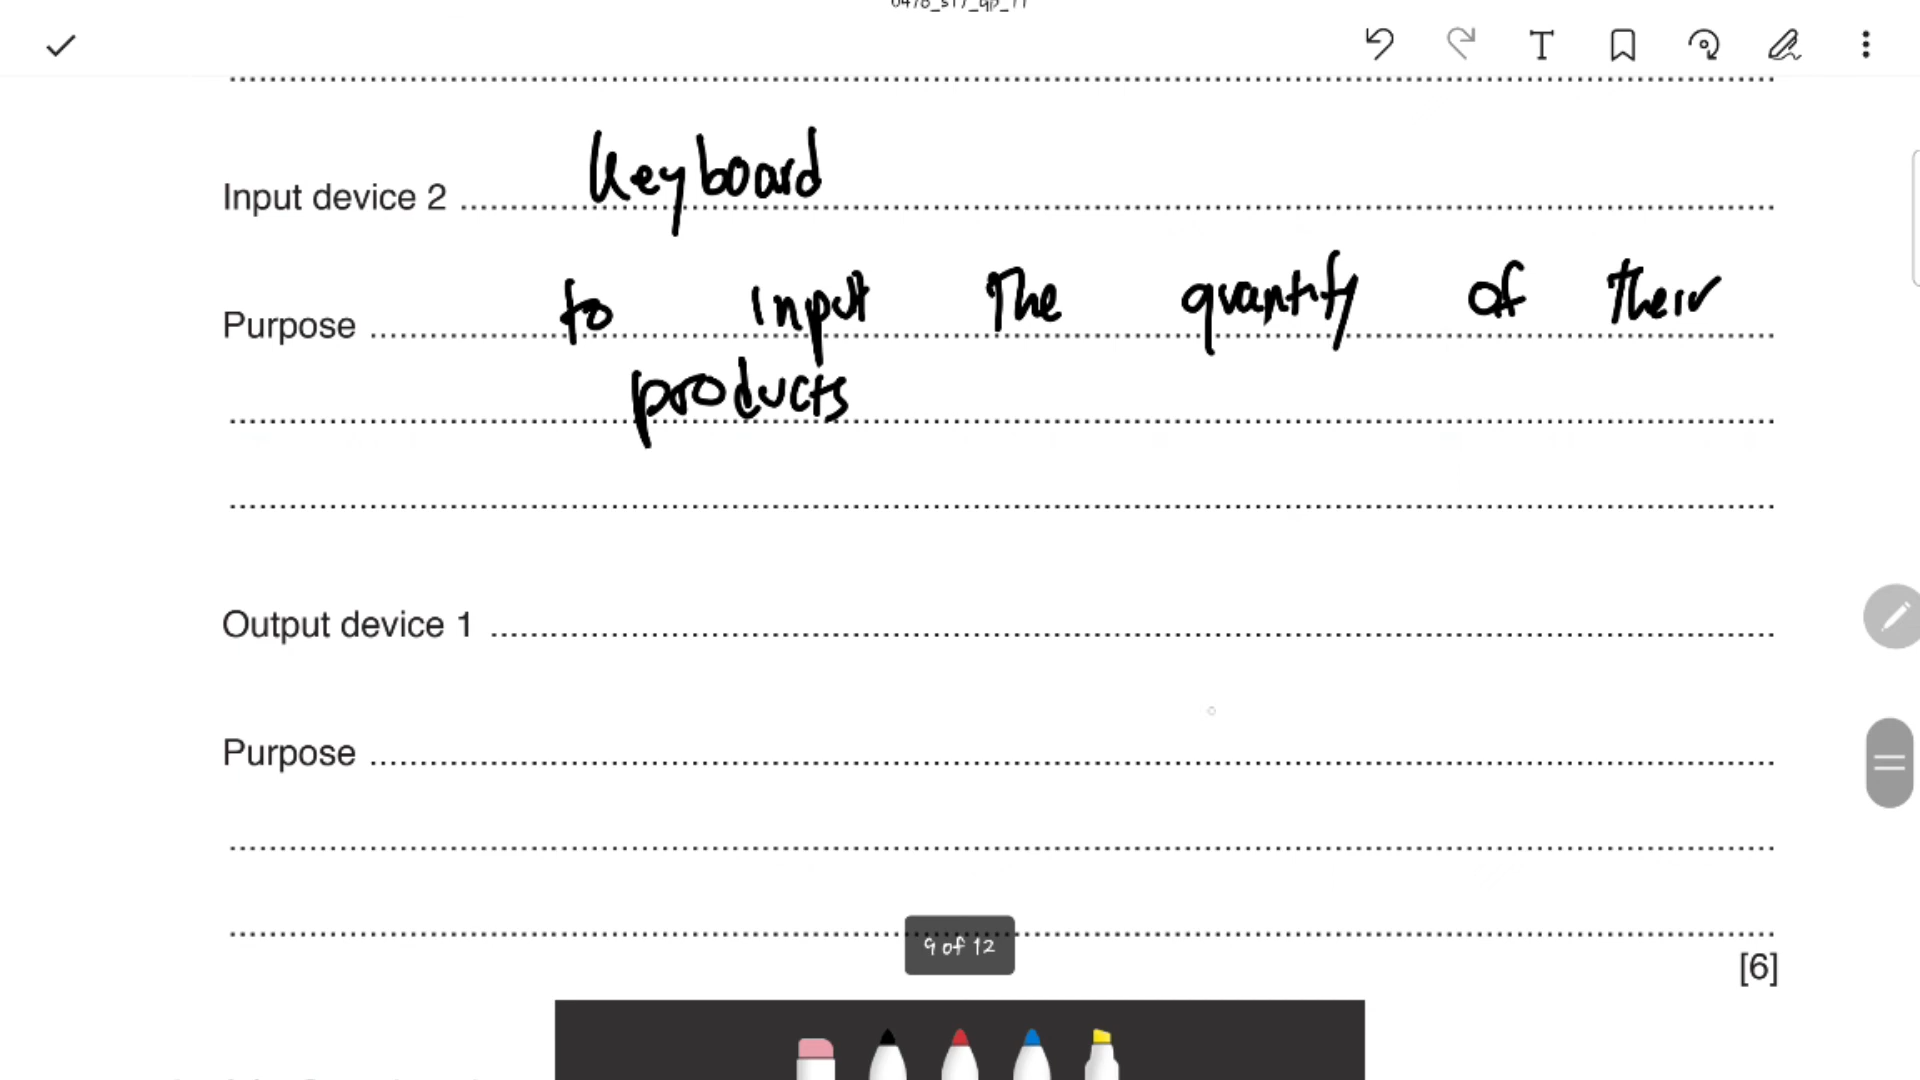 Input device 2 keyboard
Purpose to input The quantity of Their
products
Output device 1
Purpose
9 of 12
[6]